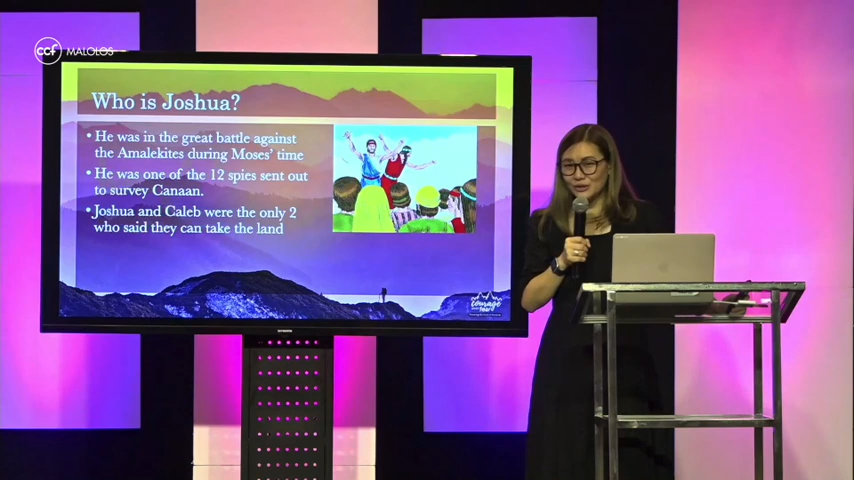 ccf MALOLOS
Who is Joshua?
• He was in the great battle against
the Amalekites during Moses' time
• He was one of the 12 spies sent out
to survey Canaan.
• Joshua and Caleb were the only 2
who said they can take the land
courage